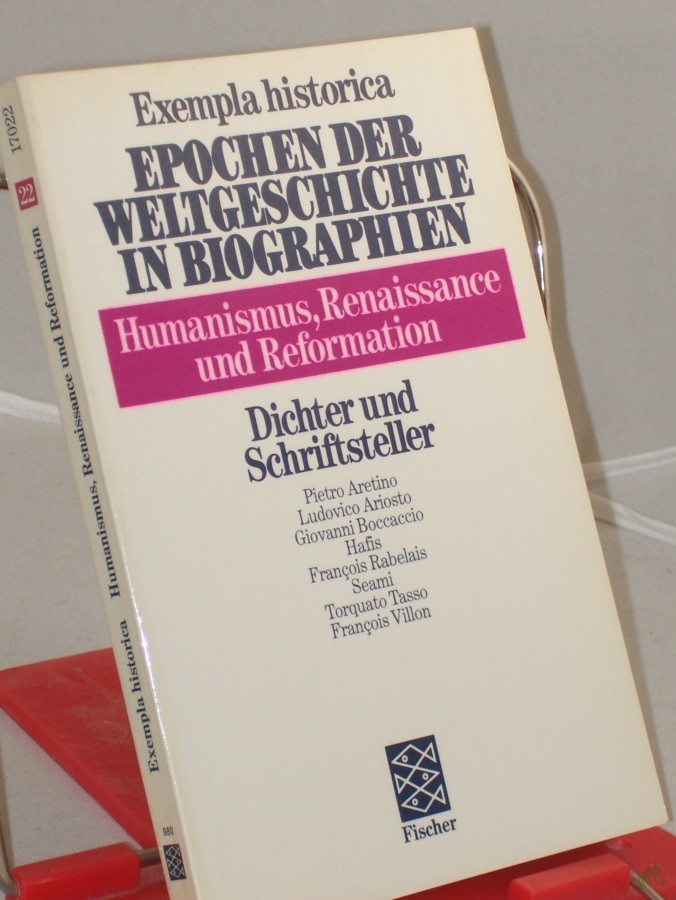 Exempla historica
EPOCHEN DER
WELTGESCHICHTE
IN BIOGRAPHIEN
Humanismus, Renaissance
und Reformation
Dichter und
Schriftsteller
Pietro Aretino
Ludovico Ariosto
Giovanni Boccaccio
Hafis
François Rabelais
Seami
Torquato Tasso
François Villon
Fischer
17022
22
Exempla historica Humanismus, Renaissance und Reformation
980